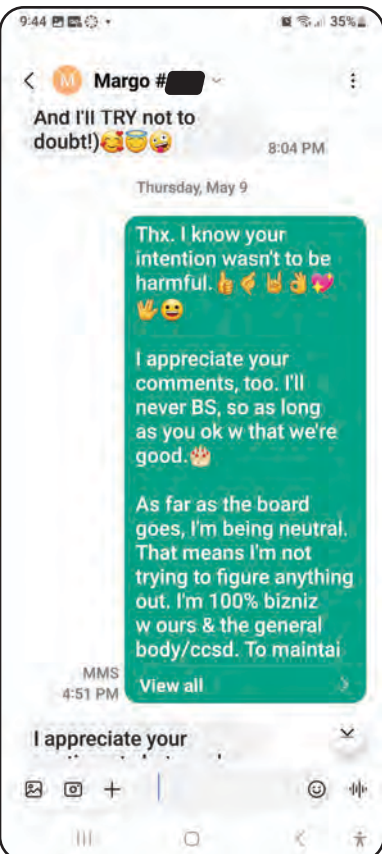 9:44
35%
Margo #
And I'll TRY not to
doubt!)🥰😇🤪
8:04 PM
Thursday, May 9
Thx. I know your
intention wasn't to be
harmful.
I appreciate your
comments, too. I'll
never BS, so as long
as you ok w that we're
good.
As far as the board
goes, I'm being neutral.
That means I'm not
trying to figure anything
out. I'm 100% bizniz
w ours & the general
body/ccsd. To maintai
MMS
4:51 PM
View all
I appreciate your